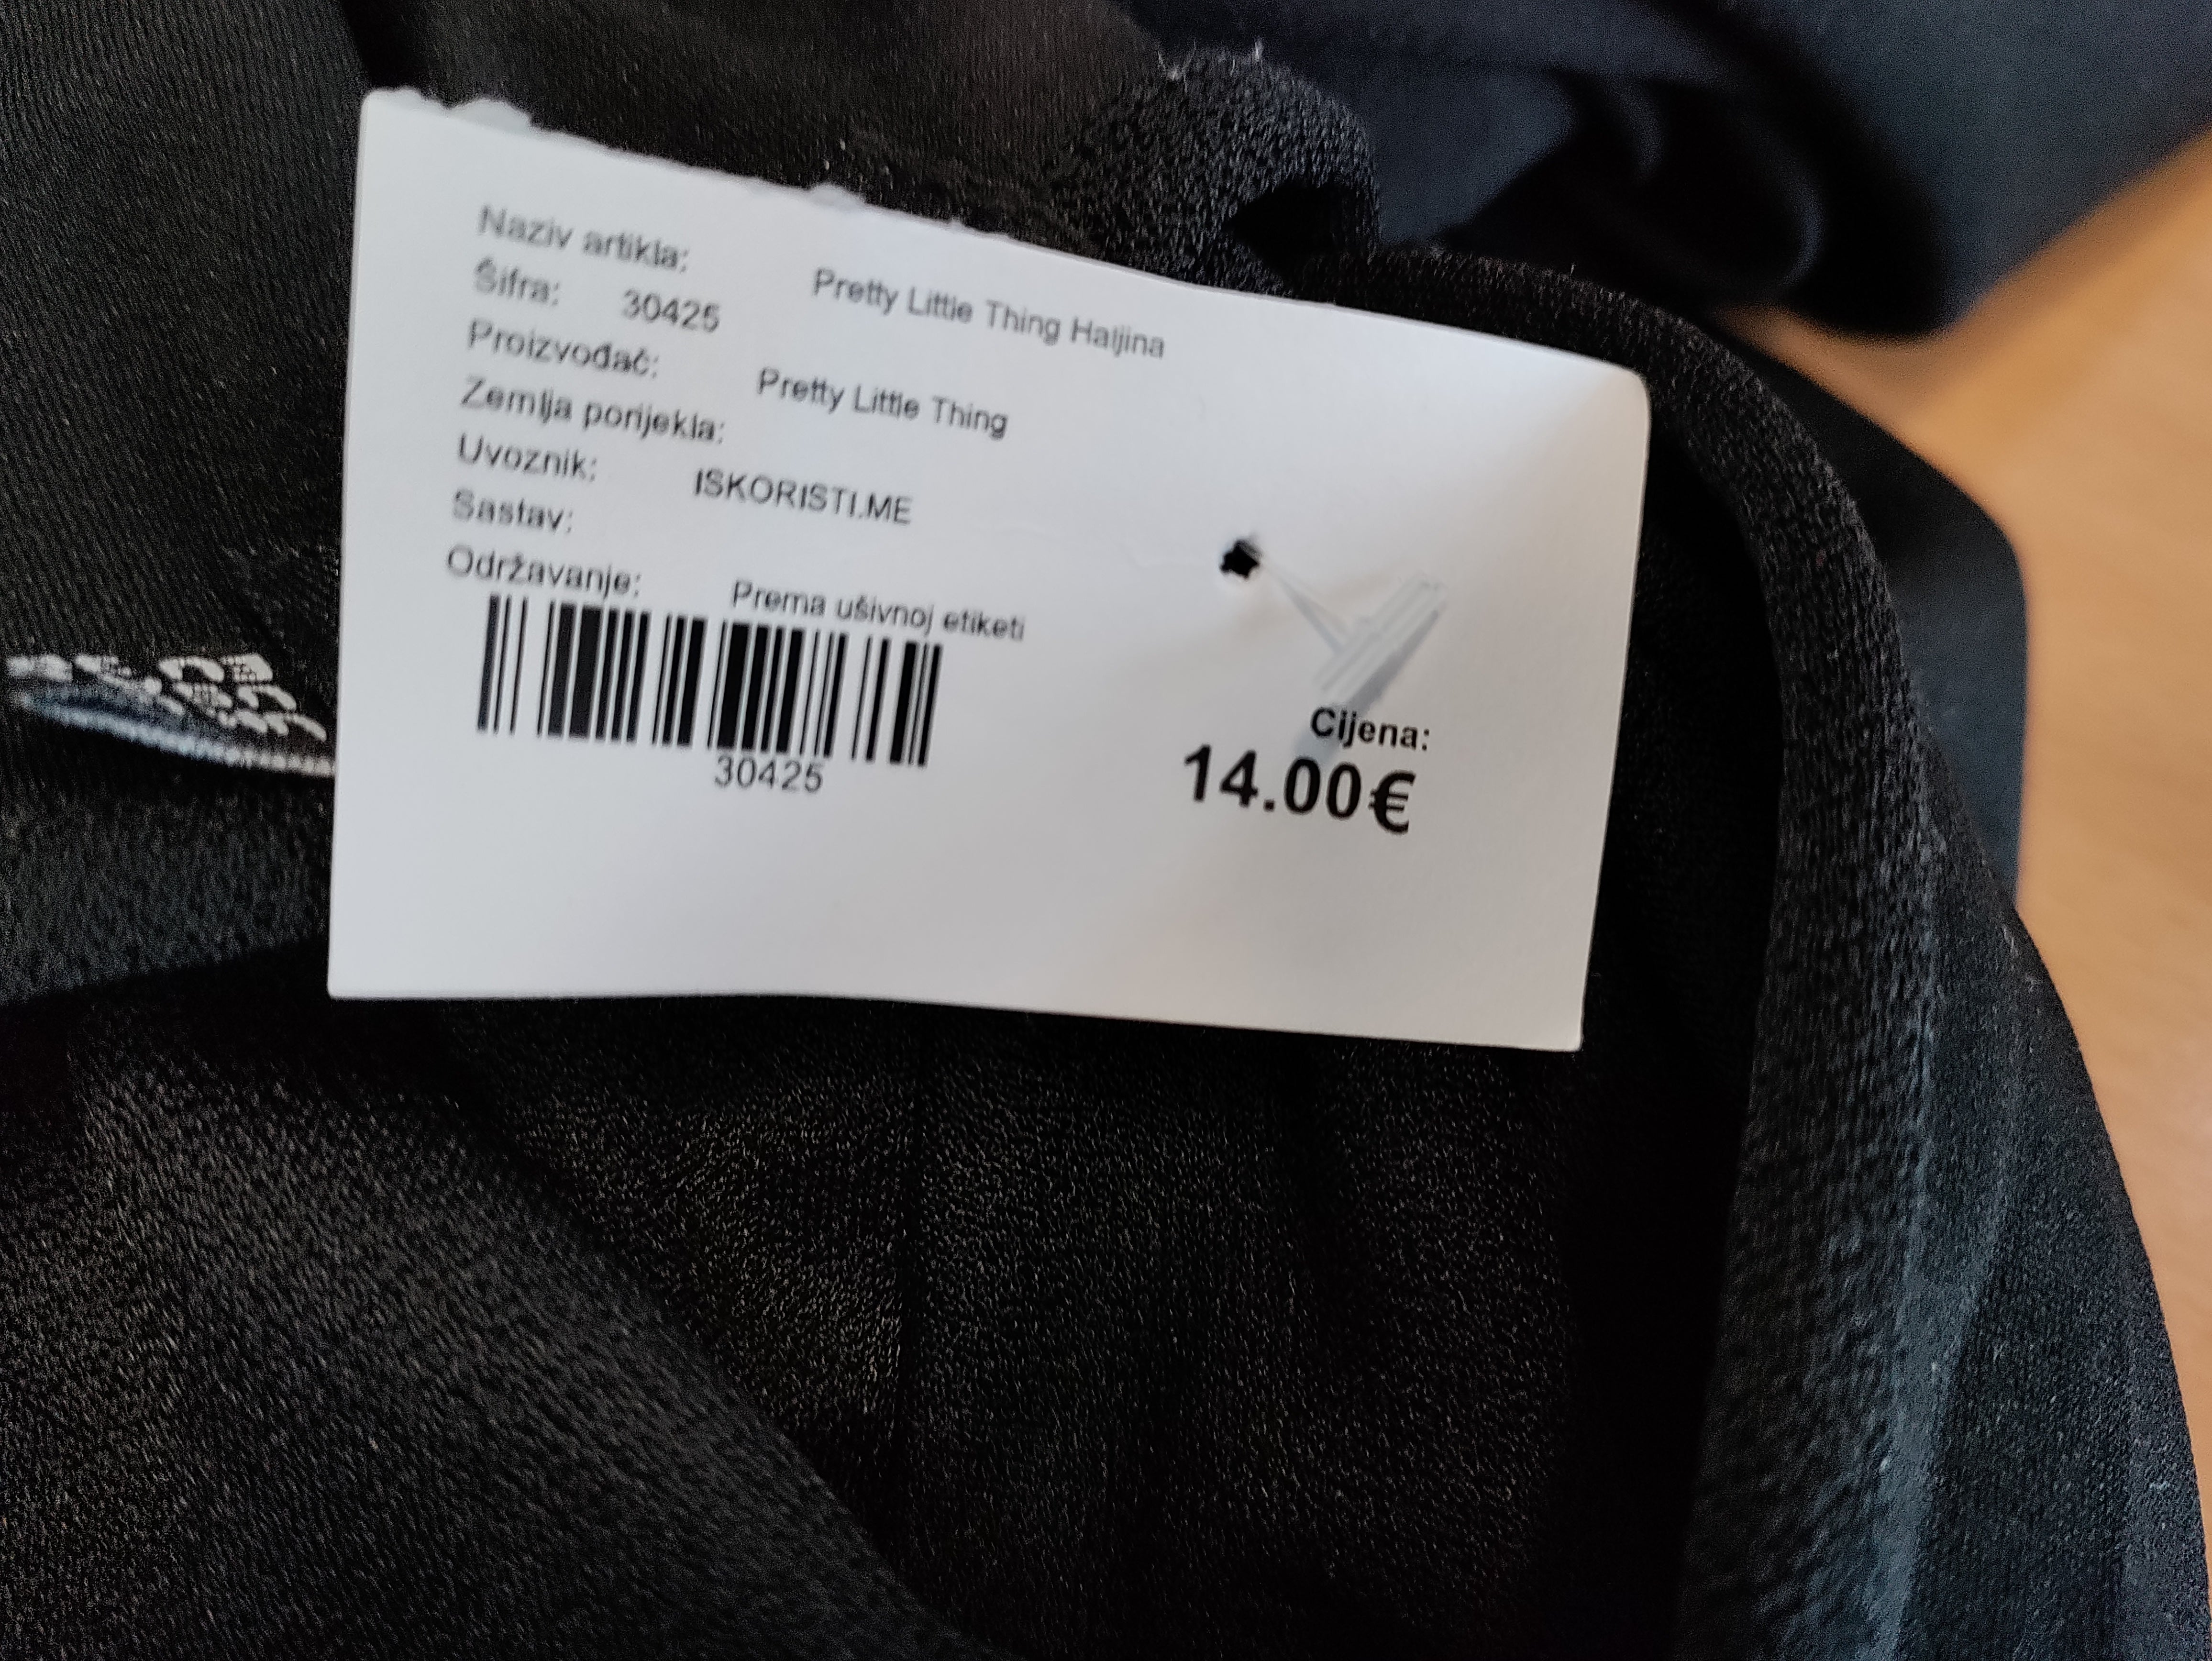 Naziv artikla: Pretty Little Thing Haljina
Šifra: 30425
Proizvođač: Pretty Little Thing
Zemlja porijekla:
Uvoznik: ISKORISTI.ME
Sastav:
Održavanje: Prema ušivnoj etiketi
30425
Cijena:
14.00€